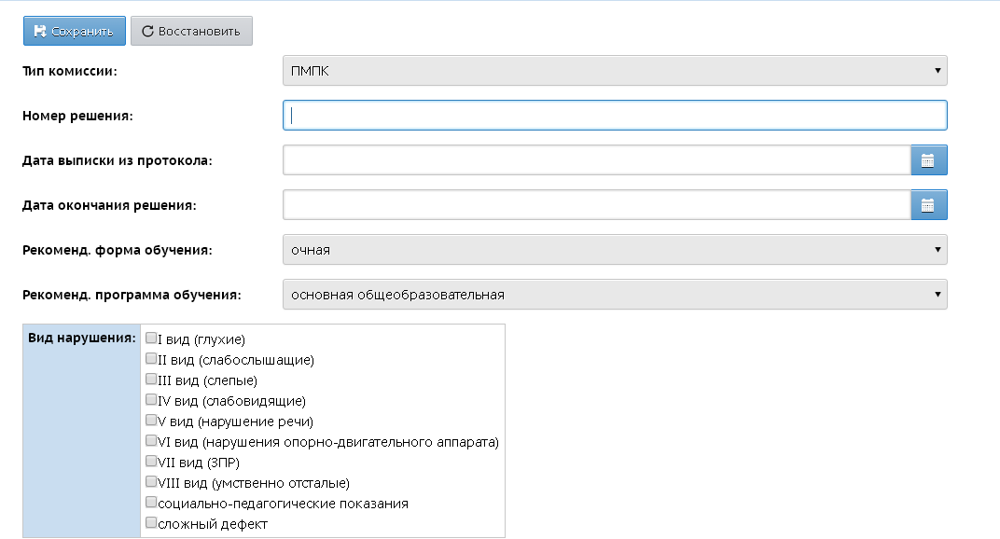 Сохранить Восстановить
Тип комиссии: ПМПК
Номер решения:
Дата выписки из протокола:
Дата окончания решения:
Рекоменд. форма обучения: очная
Рекоменд. программа обучения: основная общеобразовательная
Вид нарушения: I вид (глухие)
II вид (слабослышащие)
III вид (слепые)
IV вид (слабовидящие)
V вид (нарушение речи)
VI вид (нарушения опорно-двигательного аппарата)
VII вид (ЗПР)
VIII вид (умственно отсталые)
социально-педагогические показания
сложный дефект